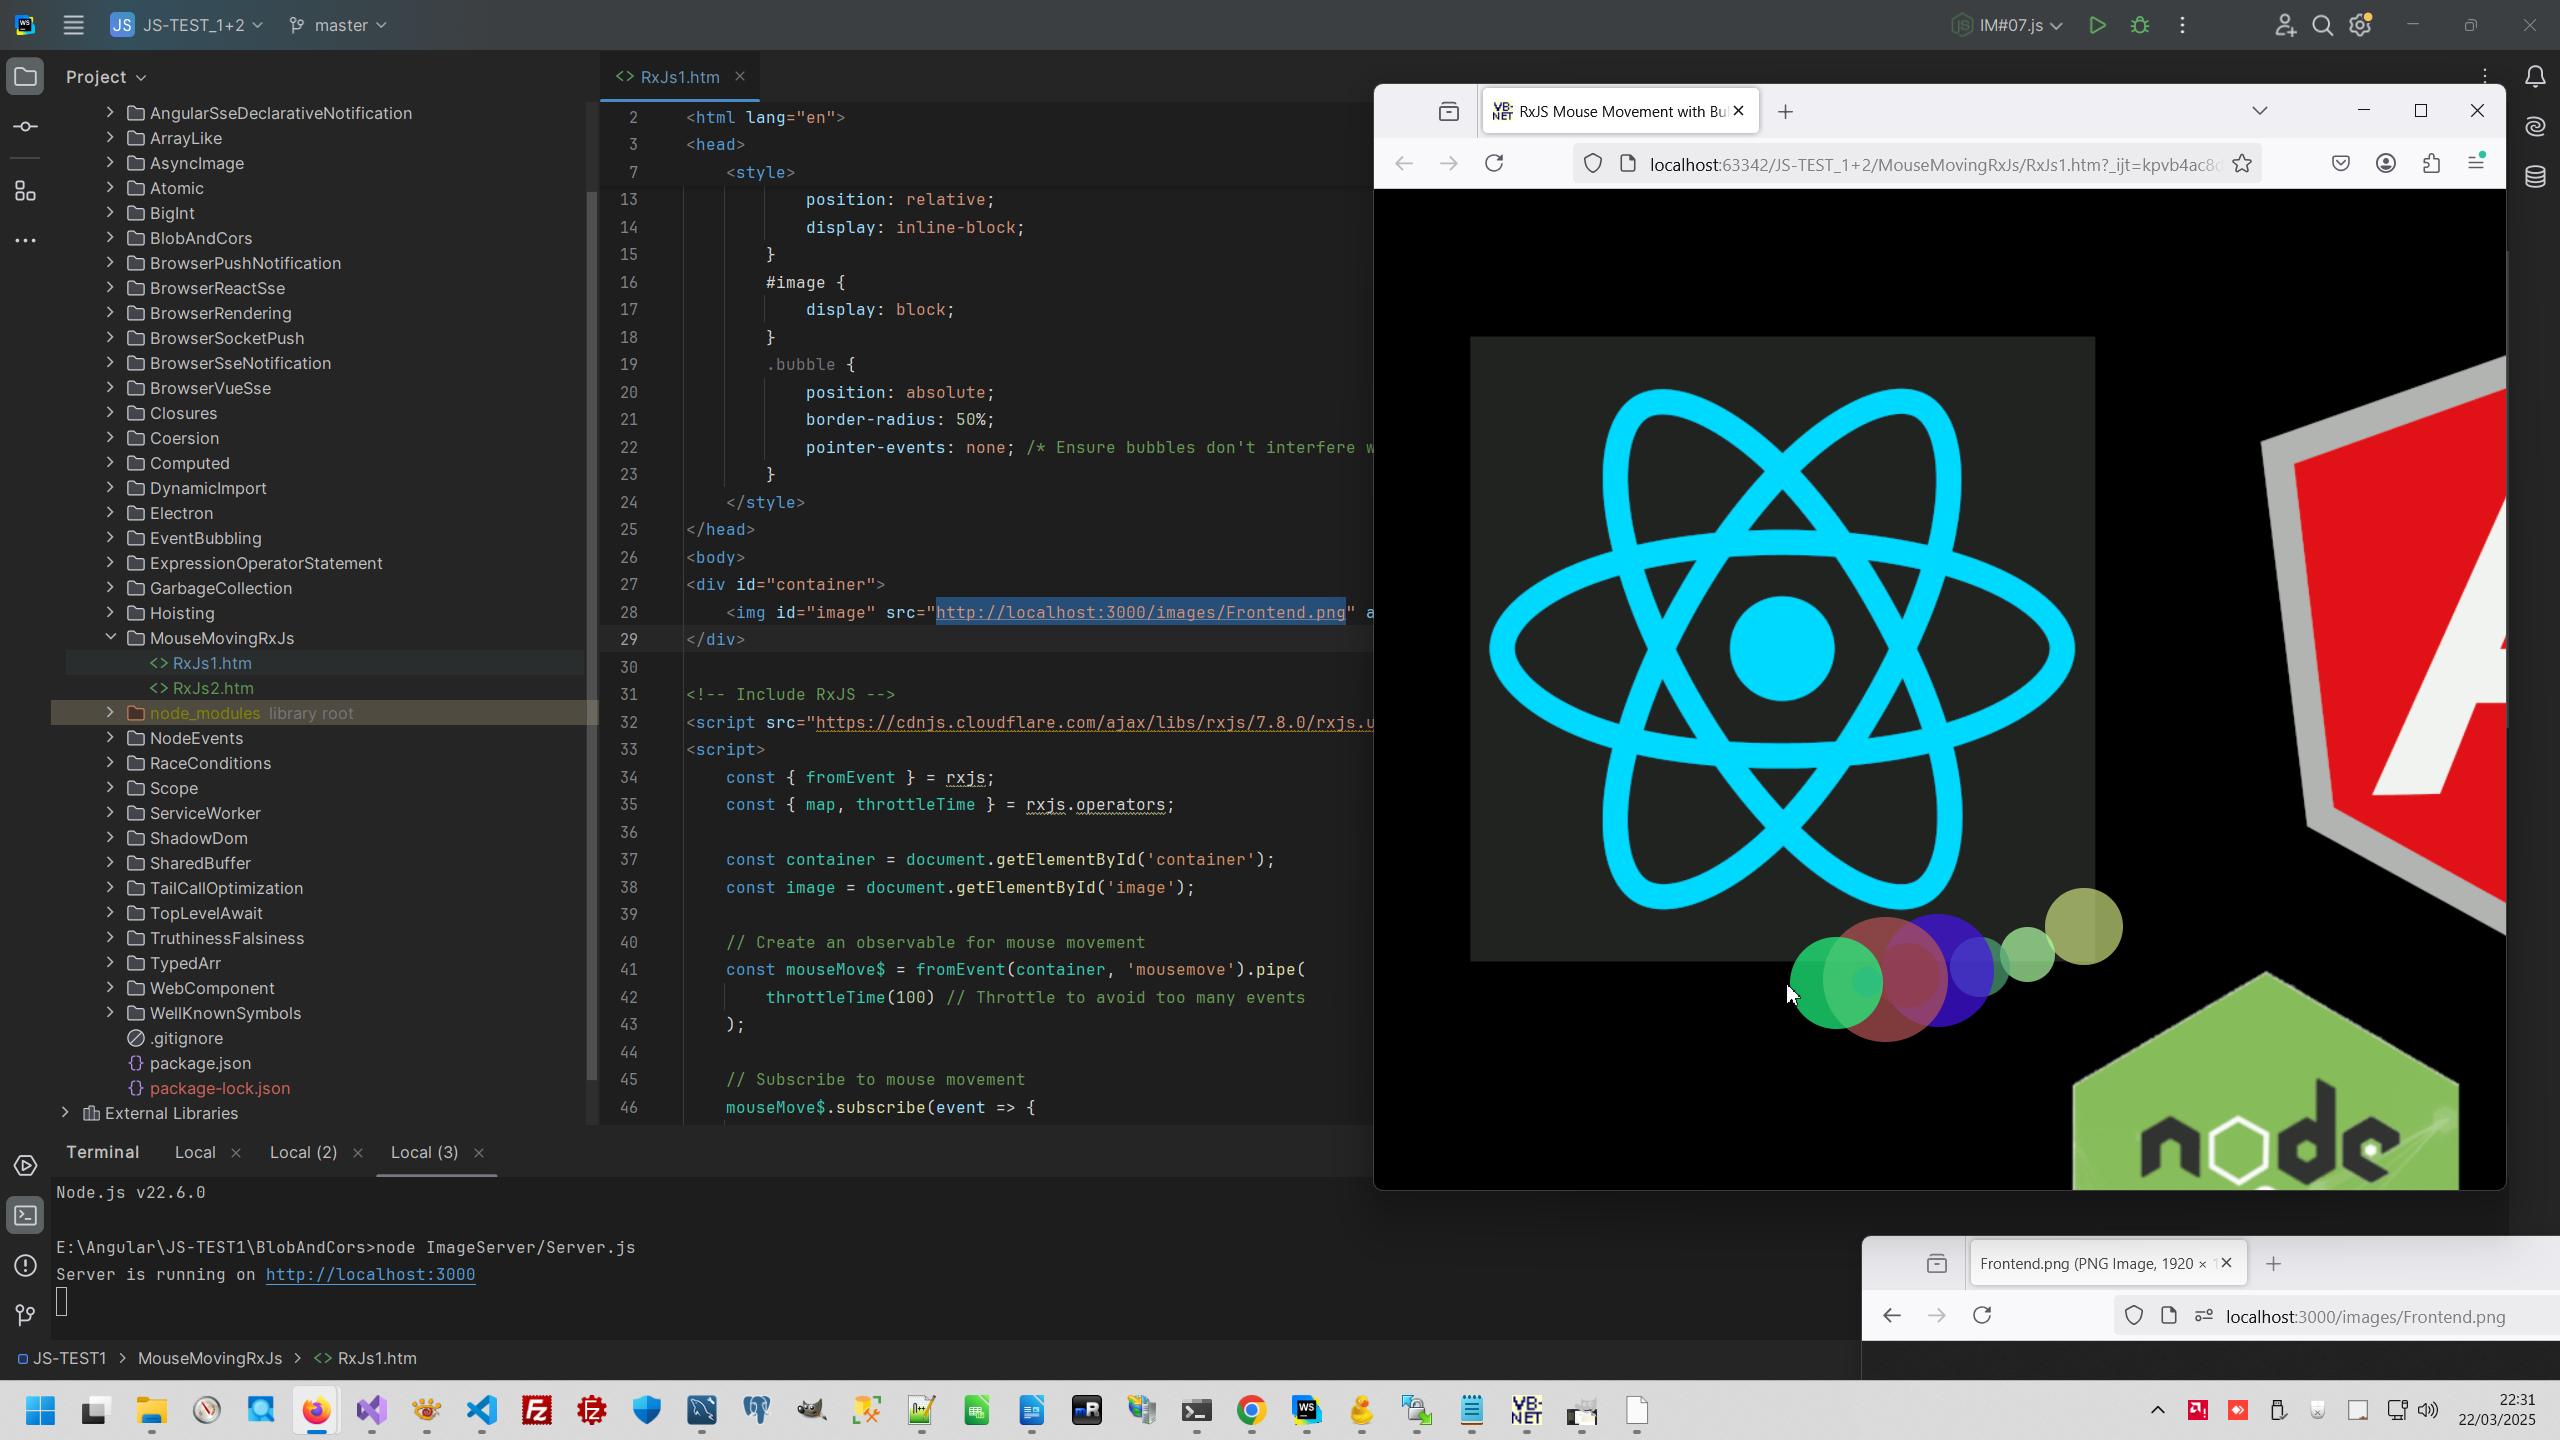 JS JS-TEST_1+2 master IM#07.js
Project
AngularSseDeclarativeNotification
ArrayLike
AsyncImage
Atomic
BigInt
BlobAndCors
BrowserPushNotification
BrowserReactSse
BrowserRendering
BrowserSocketPush
BrowserSseNotification
BrowserVueSse
Closures
Coersion
Computed
DynamicImport
Electron
EventBubbling
ExpressionOperatorStatement
GarbageCollection
Hoisting
MouseMovingRxJs
<> RxJs1.htm
<> RxJs2.htm
node_modules library root
NodeEvents
RaceConditions
Scope
ServiceWorker
ShadowDom
SharedBuffer
TailCallOptimization
TopLevelAwait
TruthinessFalsiness
TypedArr
WebComponent
WellKnownSymbols
.gitignore
{} package.json
{} package-lock.json
External Libraries
<> RxJs1.htm
2 <html lang="en">
3 <head>
7 <style>
13 position: relative;
14 display: inline-block;
15 }
16 #image {
17 display: block;
18 }
19 .bubble {
20 position: absolute;
21 border-radius: 50%;
22 pointer-events: none; /* Ensure bubbles don't interfere w
23 }
24 </style>
25 </head>
26 <body>
27 <div id="container">
28 <img id="image" src="http://localhost:3000/images/Frontend.png" a
29 </div>
30
31 <!-- Include RxJS -->
32 <script src="https://cdnjs.cloudflare.com/ajax/libs/rxjs/7.8.0/rxjs.u
33 <script>
34 const { fromEvent } = rxjs;
35 const { map, throttleTime } = rxjs.operators;
36
37 const container = document.getElementById('container');
38 const image = document.getElementById('image');
39
40 // Create an observable for mouse movement
41 const mouseMove$ = fromEvent(container, 'mousemove').pipe(
42 throttleTime(100) // Throttle to avoid too many events
43 );
44
45 // Subscribe to mouse movement
46 mouseMove$.subscribe(event => {
VB: NET RxJS Mouse Movement with Bu
localhost:63342/JS-TEST_1+2/MouseMovingRxJs/RxJs1.htm?_ijt=kpvb4ac8d
node
Terminal Local Local (2) Local (3)
Node.js v22.6.0
E:\Angular\JS-TEST1\BlobAndCors>node ImageServer/Server.js
Server is running on http://localhost:3000
Frontend.png (PNG Image, 1920 × 1
localhost:3000/images/Frontend.png
JS-TEST1 > MouseMovingRxJs > <> RxJs1.htm
22:31
22/03/2025